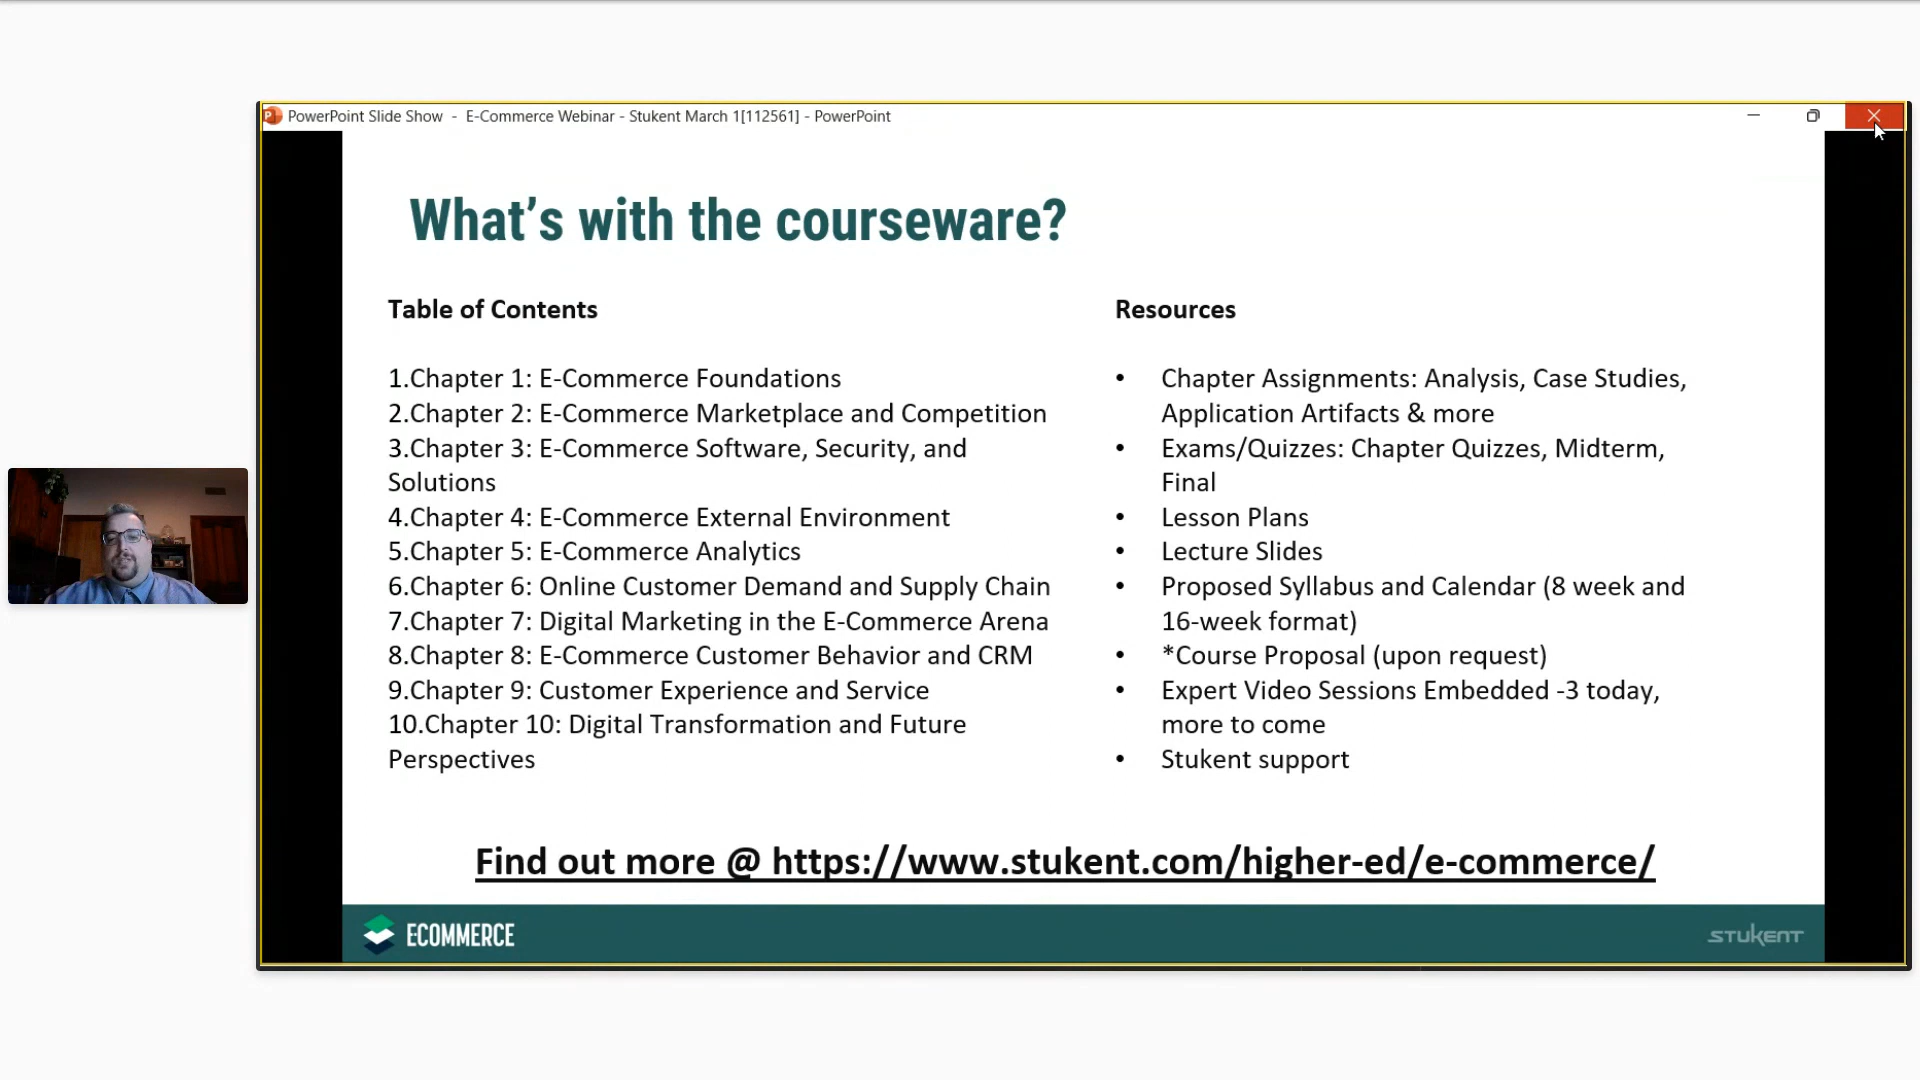 PowerPoint Slide Show - E-Commerce Webinar - Stukent March 1[112561] - PowerPoint
What's with the courseware?
Table of Contents
1.Chapter 1: E-Commerce Foundations
2.Chapter 2: E-Commerce Marketplace and Competition
3.Chapter 3: E-Commerce Software, Security, and
Solutions
4.Chapter 4: E-Commerce External Environment
5.Chapter 5: E-Commerce Analytics
6.Chapter 6: Online Customer Demand and Supply Chain
7.Chapter 7: Digital Marketing in the E-Commerce Arena
8.Chapter 8: E-Commerce Customer Behavior and CRM
9.Chapter 9: Customer Experience and Service
10.Chapter 10: Digital Transformation and Future
Perspectives
Resources
• Chapter Assignments: Analysis, Case Studies,
Application Artifacts & more
• Exams/Quizzes: Chapter Quizzes, Midterm,
Final
• Lesson Plans
• Lecture Slides
• Proposed Syllabus and Calendar (8 week and
16-week format)
• *Course Proposal (upon request)
• Expert Video Sessions Embedded -3 today,
more to come
• Stukent support
Find out more @ https://www.stukent.com/higher-ed/e-commerce/
ECOMMERCE
STUKENT